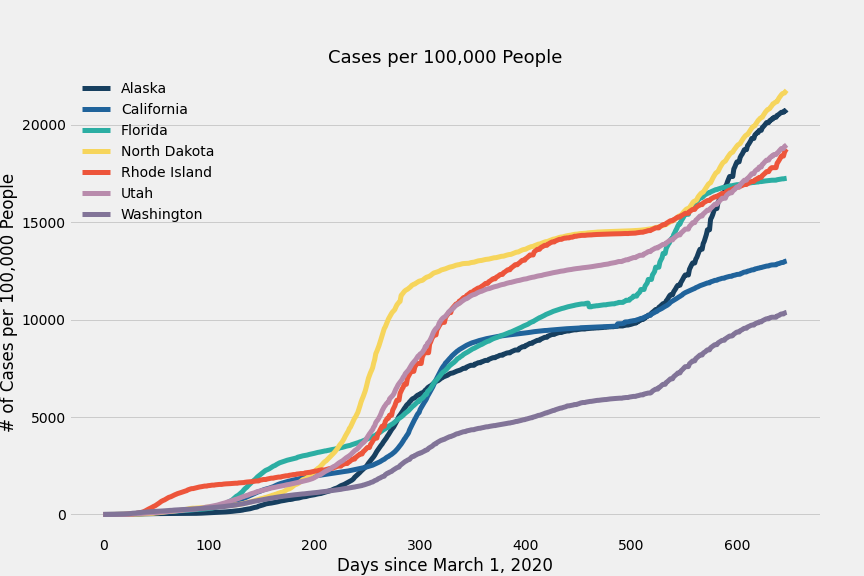 Cases per 100,000 People
Alaska
California
Florida
North Dakota
Rhode Island
Utah
Washington
# of Cases per 100,000 People
20000
15000
10000
5000
0
0 100 200 300 400 500 600
Days since March 1, 2020